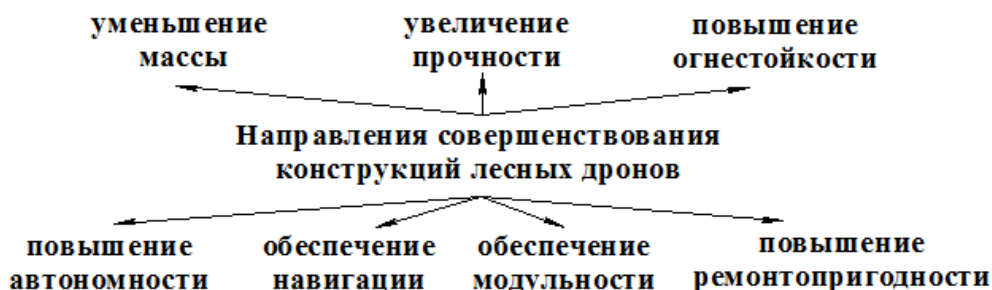 уменьшение
массы
увеличение
прочности
повышение
огнестойкости
Направления совершенствования
конструкций лесных дронов
повышение
автономности
обеспечение
навигации
обеспечение
модульности
повышение
ремонтопригодности